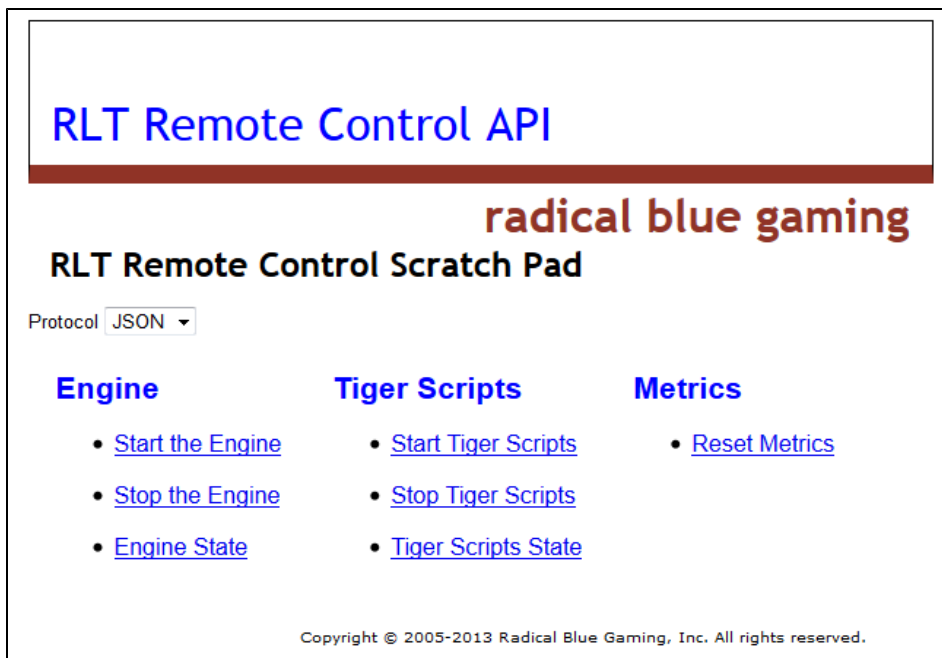 RLT Remote Control API
radical blue gaming
RLT Remote Control Scratch Pad
Protocol JSON
Engine
Start the Engine
Stop the Engine
Engine State
Tiger Scripts
Start Tiger Scripts
Stop Tiger Scripts
Tiger Scripts State
Metrics
Reset Metrics
Copyright © 2005-2013 Radical Blue Gaming, Inc. All rights reserved.